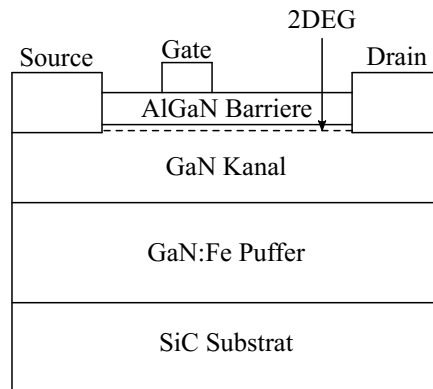 2DEG
Source
Gate
Drain
AlGaN Barriere
GaN Kanal
GaN:Fe Puffer
SiC Substrat